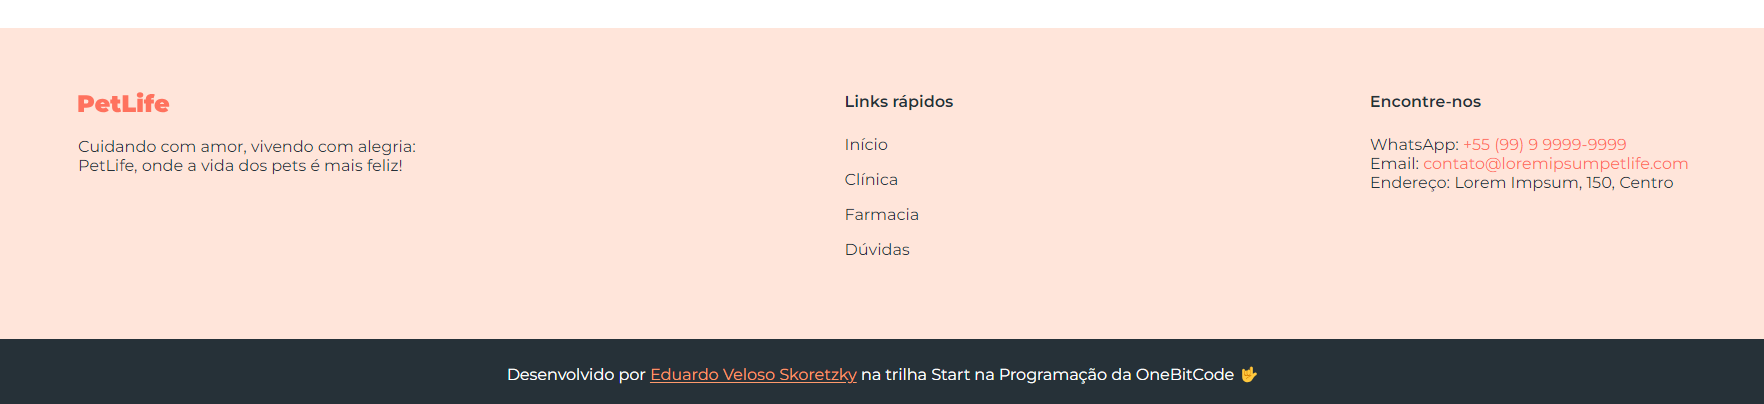 PetLife
Cuidando com amor, vivendo com alegria:
PetLife, onde a vida dos pets é mais feliz!
Links rápidos
Início
Clínica
Farmacia
Dúvidas
Encontre-nos
WhatsApp: +55 (99) 9 9999-9999
Email: contato@loremipsumpetlife.com
Endereço: Lorem Impsum, 150, Centro
Desenvolvido por Eduardo Veloso Skoretzky na trilha Start na Programação da OneBitCode 🤟